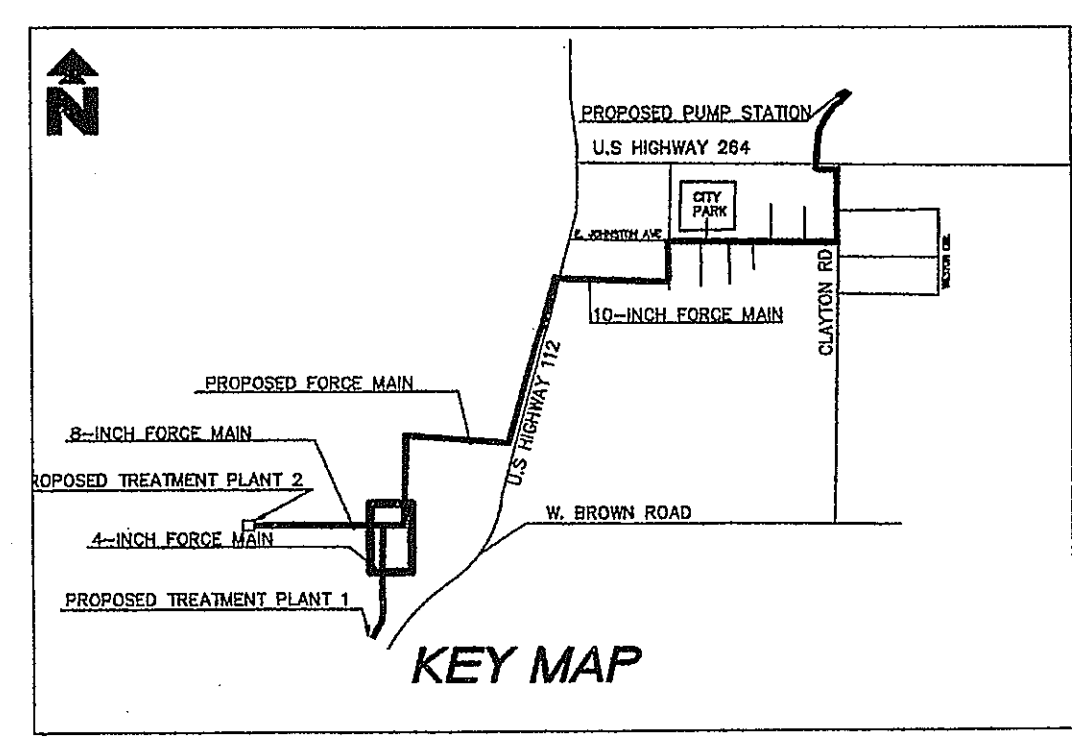 N
PROPOSED PUMP STATION
U.S HIGHWAY 264
CITY
PARK
E. JOHNSTON AVE
CLAYTON RD
10-INCH FORCE MAIN
U.S HIGHWAY 112
PROPOSED FORCE MAIN
8-INCH FORCE MAIN
ROPOSED TREATMENT PLANT 2
W. BROWN ROAD
4-INCH FORCE MAIN
PROPOSED TREATMENT PLANT 1
KEY MAP